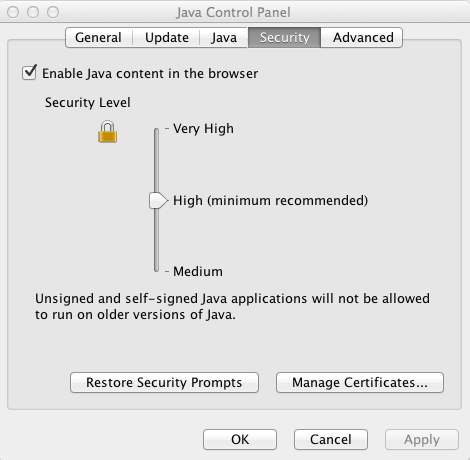 Java Control Panel
General Update Java Security Advanced
Enable Java content in the browser
Security Level
Very High
High (minimum recommended)
Medium
Unsigned and self-signed Java applications will not be allowed
to run on older versions of Java.
Restore Security Prompts Manage Certificates...
OK Cancel Apply